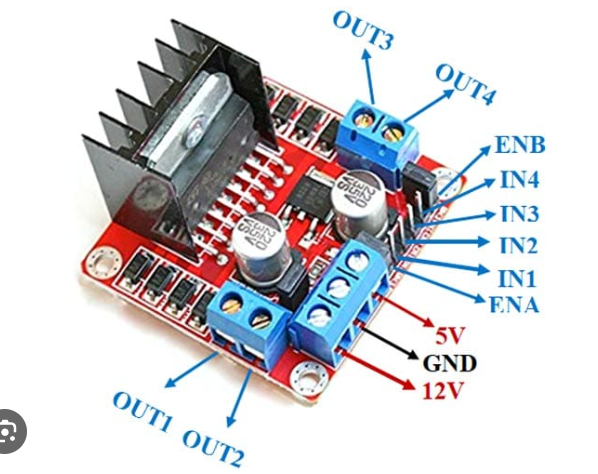 OUT3
OUT4
ENB
IN4
IN3
IN2
IN1
ENA
5V
GND
12V
OUT1
OUT2